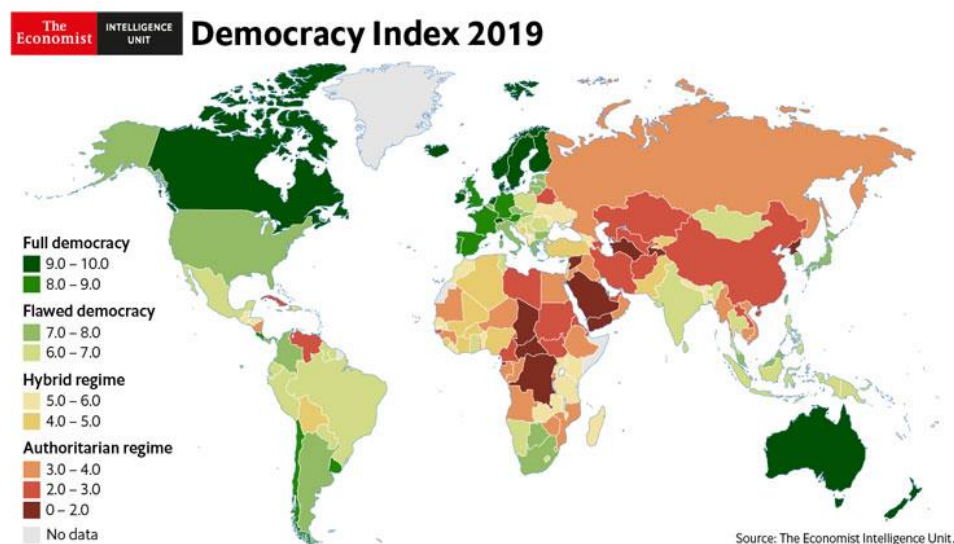 The
Economist
INTELLIGENCE
UNIT
Democracy Index 2019
Full democracy
9.0 – 10.0
8.0 – 9.0
Flawed democracy
7.0 – 8.0
6.0 – 7.0
Hybrid regime
5.0 – 6.0
4.0 – 5.0
Authoritarian regime
3.0 – 4.0
2.0 – 3.0
0 – 2.0
No data
Source: The Economist Intelligence Unit.